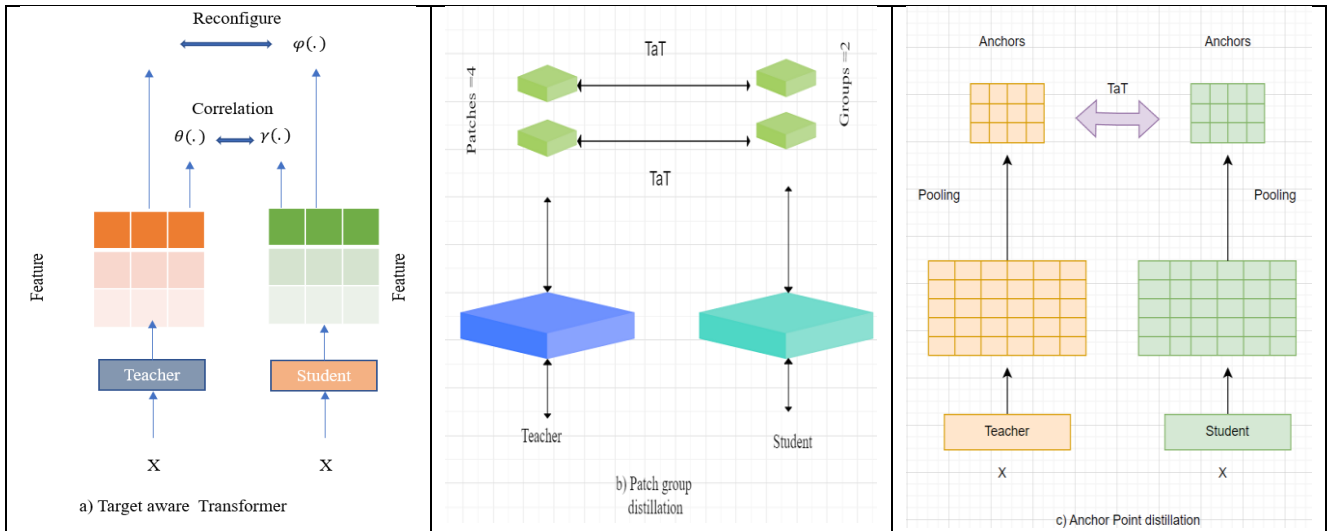 Reconfigure
φ(.)
Correlation
θ(.)
γ(.)
Feature
Feature
Teacher
Student
X
X
a) Target aware Transformer
TaT
Patches =4
Groups =2
TaT
Teacher
Student
b) Patch group
distillation
Anchors
Anchors
TaT
Pooling
Pooling
Teacher
Student
X
X
c) Anchor Point distillation